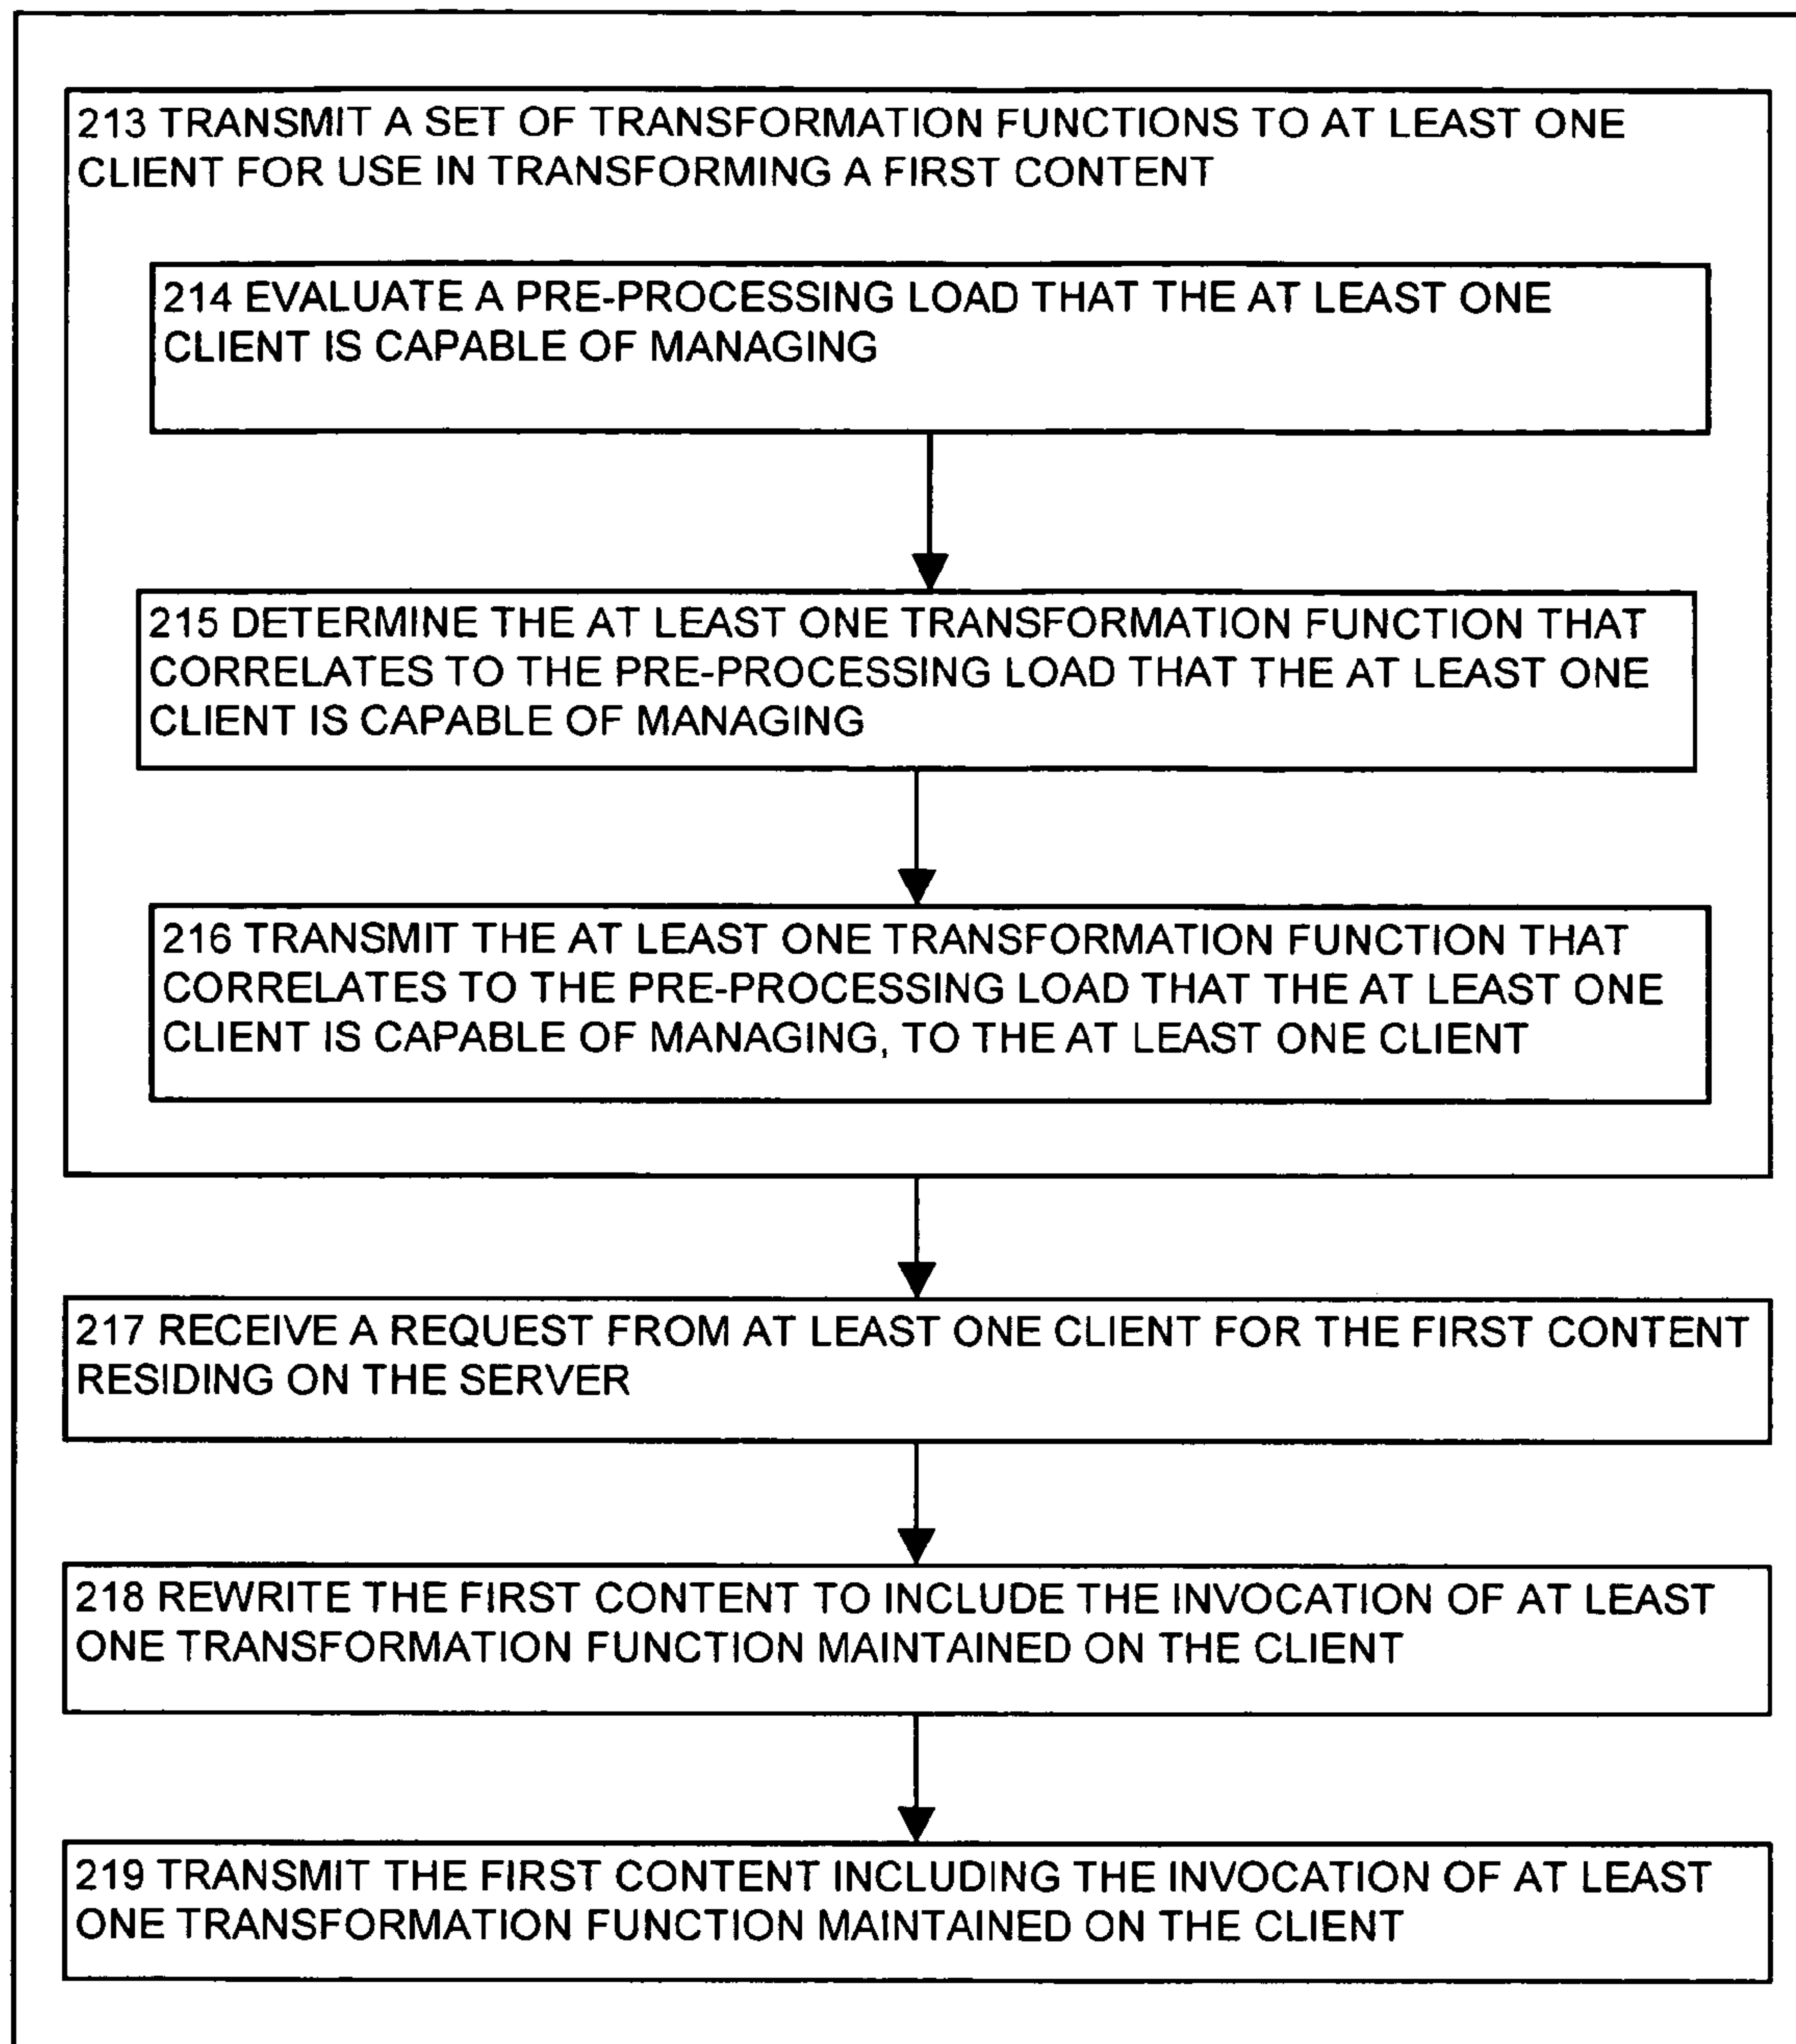 213 TRANSMIT A SET OF TRANSFORMATION FUNCTIONS TO AT LEAST ONE
CLIENT FOR USE IN TRANSFORMING A FIRST CONTENT
214 EVALUATE A PRE-PROCESSING LOAD THAT THE AT LEAST ONE
CLIENT IS CAPABLE OF MANAGING
215 DETERMINE THE AT LEAST ONE TRANSFORMATION FUNCTION THAT
CORRELATES TO THE PRE-PROCESSING LOAD THAT THE AT LEAST ONE
CLIENT IS CAPABLE OF MANAGING
216 TRANSMIT THE AT LEAST ONE TRANSFORMATION FUNCTION THAT
CORRELATES TO THE PRE-PROCESSING LOAD THAT THE AT LEAST ONE
CLIENT IS CAPABLE OF MANAGING, TO THE AT LEAST ONE CLIENT
217 RECEIVE A REQUEST FROM AT LEAST ONE CLIENT FOR THE FIRST CONTENT
RESIDING ON THE SERVER
218 REWRITE THE FIRST CONTENT TO INCLUDE THE INVOCATION OF AT LEAST
ONE TRANSFORMATION FUNCTION MAINTAINED ON THE CLIENT
219 TRANSMIT THE FIRST CONTENT INCLUDING THE INVOCATION OF AT LEAST
ONE TRANSFORMATION FUNCTION MAINTAINED ON THE CLIENT